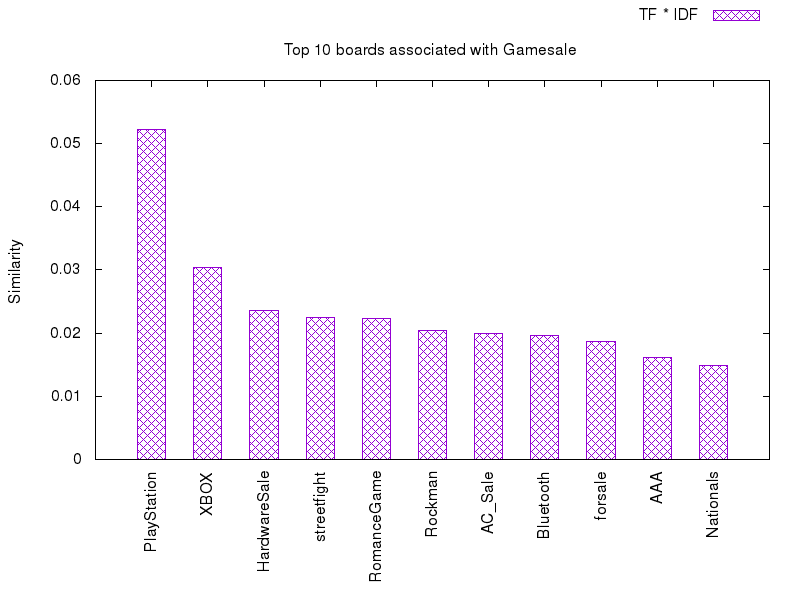 TF * IDF
Top 10 boards associated with Gamesale
Similarity
0.06
0.05
0.04
0.03
0.02
0.01
0
PlayStation
XBOX
HardwareSale
streetfight
RomanceGame
Rockman
AC_Sale
Bluetooth
forsale
AAA
Nationals